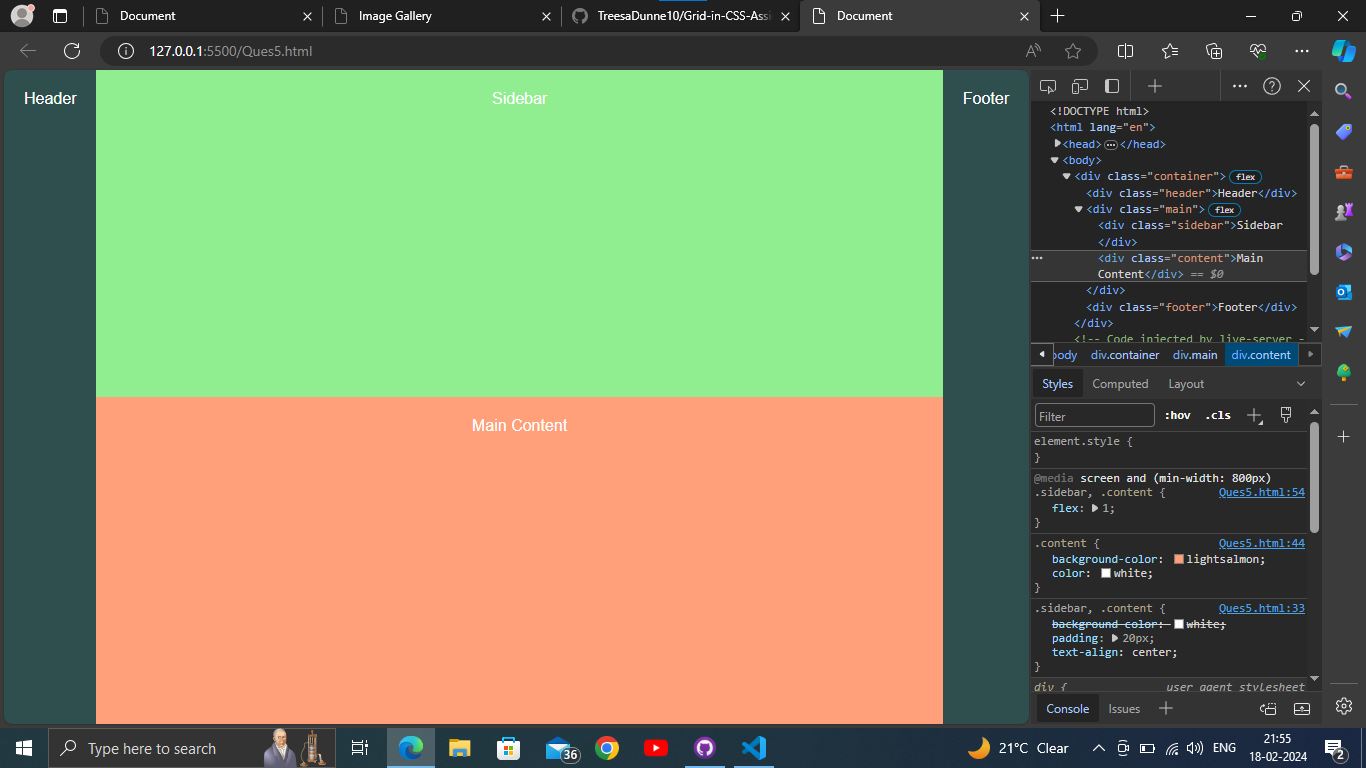 Document
Image Gallery
TreesaDunne10/Grid-in-CSS-Assi
Document
127.0.0.1:5500/Ques5.html
Header
Sidebar
Footer
Main Content
<!DOCTYPE html>
<html lang="en">
<head> ••• </head>
<body>
<div class="container"> flex
<div class="header">Header</div>
<div class="main"> flex
<div class="sidebar">Sidebar
</div>
<div class="content">Main
Content</div> == $0
</div>
<div class="footer">Footer</div>
</div>
<!-- Code injected by live-server -
body div.container div.main div.content
Styles Computed Layout
Filter :hov .cls
element.style {
}
@media screen and (min-width: 800px)
.sidebar, .content { Ques5.html:54
flex: 1;
}
.content { Ques5.html:44
background-color: lightsalmon;
color: white;
}
.sidebar, .content { Ques5.html:33
background-color: white;
padding: 20px;
text-align: center;
}
div { user agent stylesheet
Console Issues
Type here to search
36
21°C Clear
ENG
21:55
18-02-2024
2